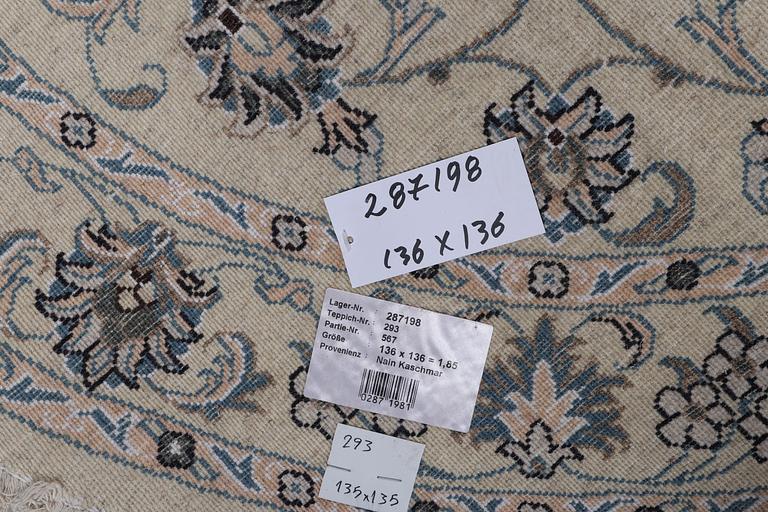 287198
136 x 136
Lager-Nr. : 287198
Teppich-Nr. : 293
Partie-Nr. : 567
Größe : 136 x 136 = 1,85
Provenienz : Nain Kaschmar
0287 1981
293
135x135